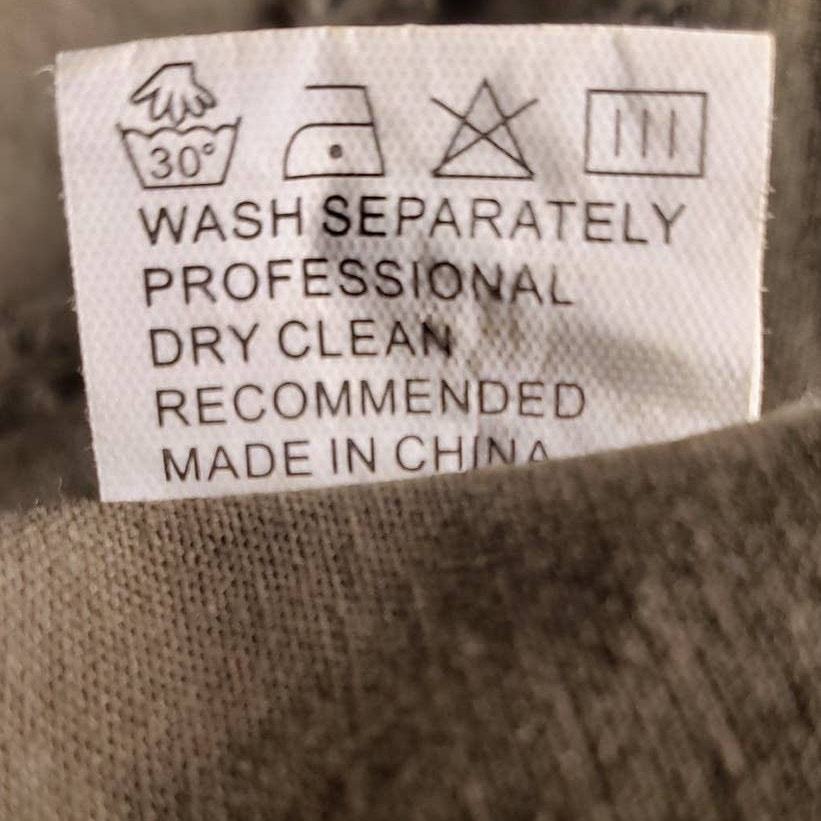 30°
WASH SEPARATELY
PROFESSIONAL
DRY CLEAN
RECOMMENDED
MADE IN CHINA